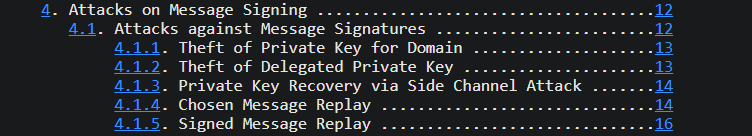 4. Attacks on Message Signing ..................................12
4.1. Attacks against Message Signatures ........................12
4.1.1. Theft of Private Key for Domain ....................13
4.1.2. Theft of Delegated Private Key .....................13
4.1.3. Private Key Recovery via Side Channel Attack .......14
4.1.4. Chosen Message Replay ..............................14
4.1.5. Signed Message Replay ..............................16